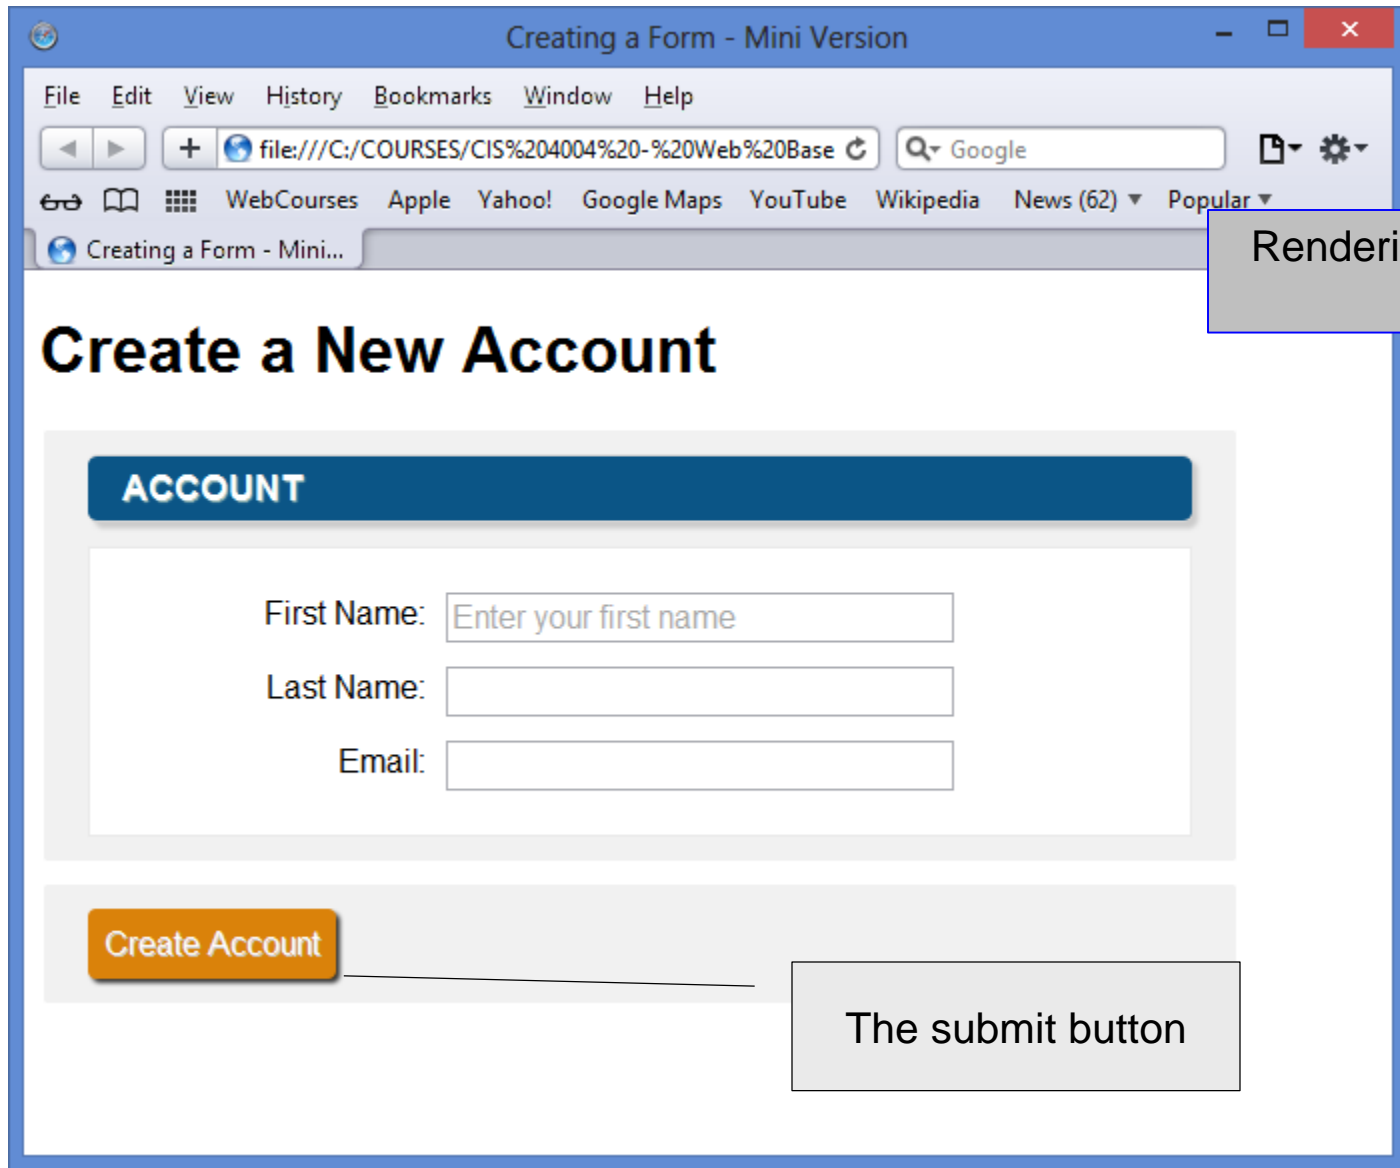 Creating a Form - Mini Version
File Edit View History Bookmarks Window Help
file:///C:/COURSES/CIS%204004%20-%20Web%20Base Google
WebCourses Apple Yahoo! Google Maps YouTube Wikipedia News (62) Popular
Creating a Form - Mini...
Renderi
Create a New Account
ACCOUNT
First Name: Enter your first name
Last Name:
Email:
Create Account
The submit button